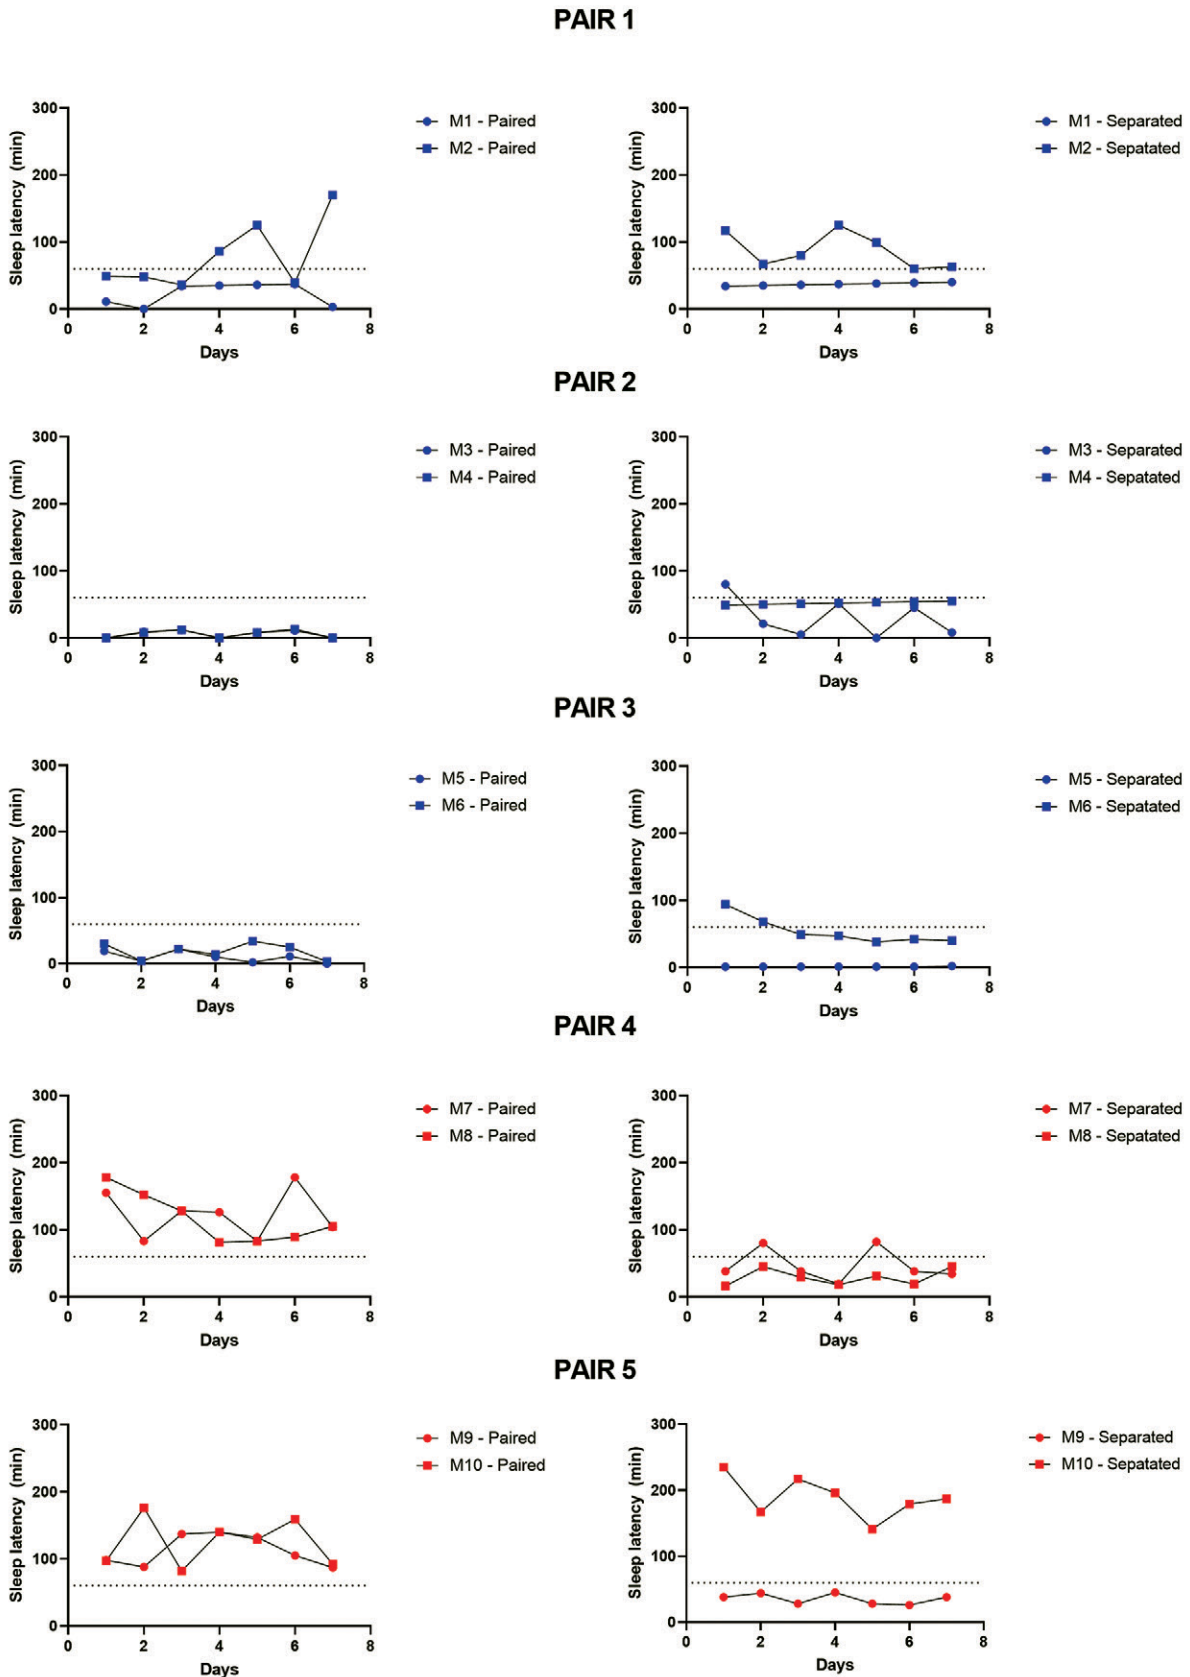 PAIR 1
Sleep latency (min)
300
200
100
0
0 2 4 6 8
Days
M1 - Paired
M2 - Paired
Sleep latency (min)
300
200
100
0
0 2 4 6 8
Days
M1 - Separated
M2 - Sepatated
PAIR 2
Sleep latency (min)
300
200
100
0
0 2 4 6 8
Days
M3 - Paired
M4 - Paired
Sleep latency (min)
300
200
100
0
0 2 4 6 8
Days
M3 - Separated
M4 - Sepatated
PAIR 3
Sleep latency (min)
300
200
100
0
0 2 4 6 8
Days
M5 - Paired
M6 - Paired
Sleep latency (min)
300
200
100
0
0 2 4 6 8
Days
M5 - Separated
M6 - Sepatated
PAIR 4
Sleep latency (min)
300
200
100
0
0 2 4 6 8
Days
M7 - Paired
M8 - Paired
Sleep latency (min)
300
200
100
0
0 2 4 6 8
Days
M7 - Separated
M8 - Sepatated
PAIR 5
Sleep latency (min)
300
200
100
0
0 2 4 6 8
Days
M9 - Paired
M10 - Paired
Sleep latency (min)
300
200
100
0
0 2 4 6 8
Days
M9 - Separated
M10 - Sepatated